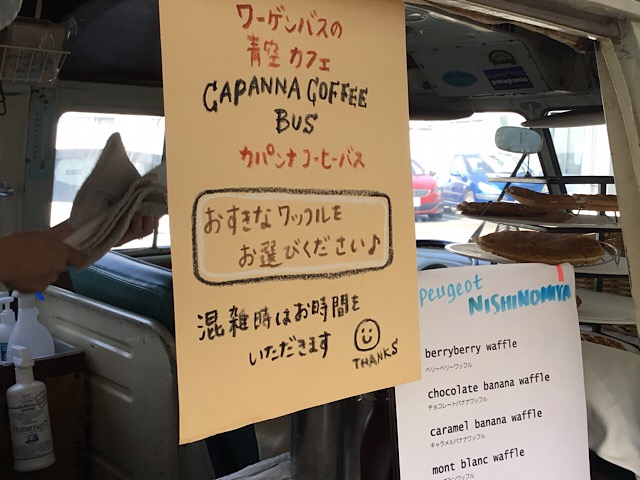 ワーゲンバスの
青空カフェ
CAPANNA COFFEE
BUS
カパンナコーヒーバス
おすきなワッフルを
お選びください♪
混雑時はお時間を
いただきます
THANKS
patagonia
peugeot
NISHINOMIYA
berryberry waffle
ベリーベリーワッフル
chocolate banana waffle
チョコレートバナナワッフル
caramel banana waffle
キャラメルバナナワッフル
mont blanc waffle